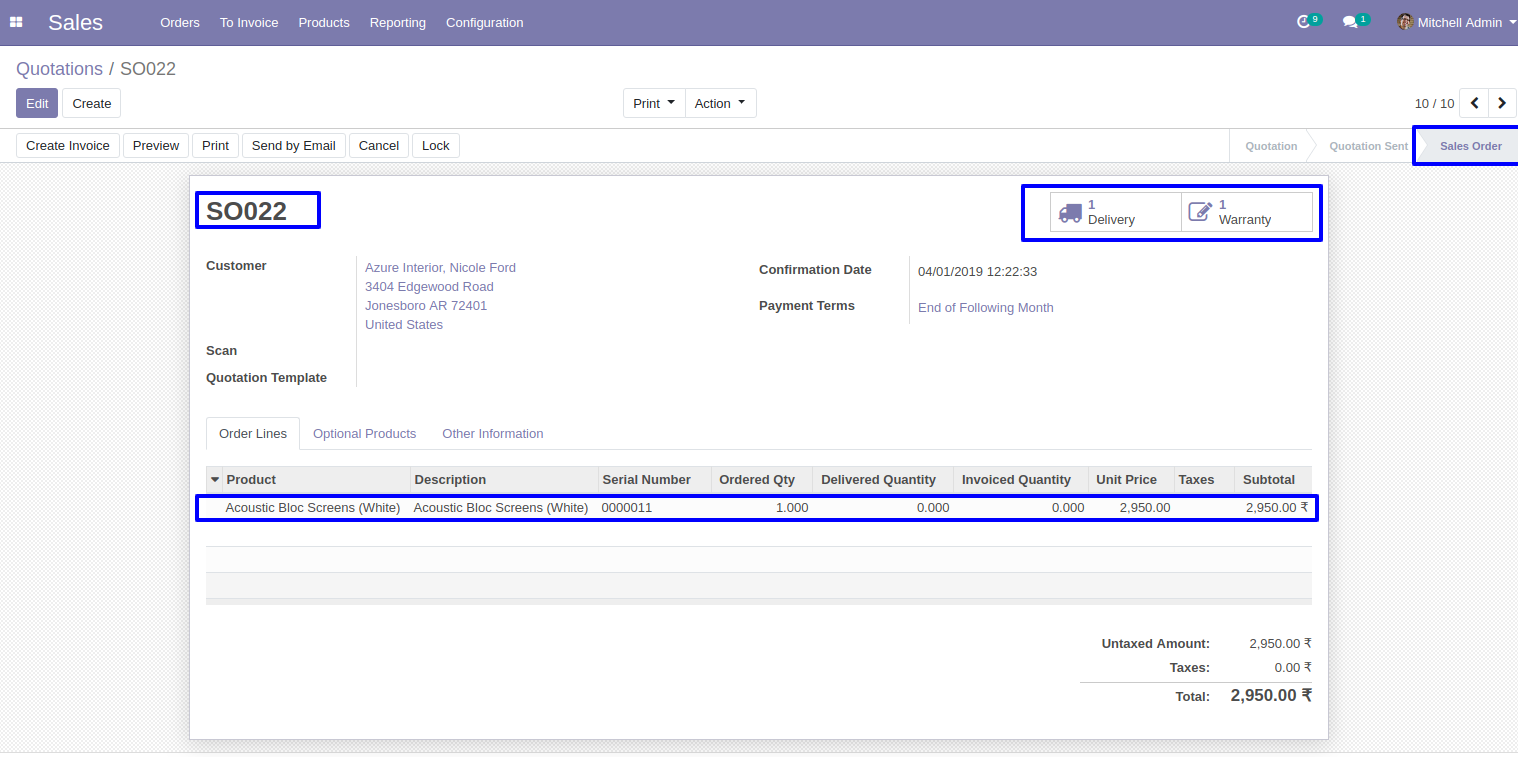 Sales Orders To Invoice Products Reporting Configuration 9 1 Mitchell Admin
Quotations / SO022
Edit Create Print Action 10 / 10
Create Invoice Preview Print Send by Email Cancel Lock Quotation Quotation Sent Sales Order
SO022
1 Delivery
1 Warranty
Customer
Azure Interior, Nicole Ford
3404 Edgewood Road
Jonesboro AR 72401
United States
Scan
Quotation Template
Confirmation Date 04/01/2019 12:22:33
Payment Terms End of Following Month
Order Lines Optional Products Other Information
Product Description Serial Number Ordered Qty Delivered Quantity Invoiced Quantity Unit Price Taxes Subtotal
Acoustic Bloc Screens (White) Acoustic Bloc Screens (White) 0000011 1.000 0.000 0.000 2,950.00 2,950.00 ₹
Untaxed Amount: 2,950.00 ₹
Taxes: 0.00 ₹
Total: 2,950.00 ₹